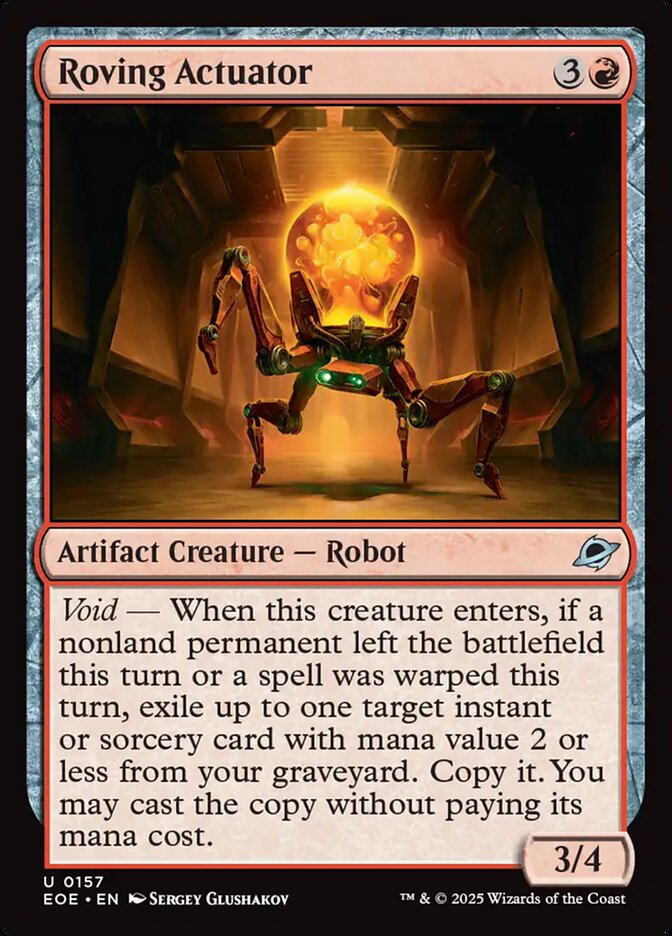 Roving Actuator 3
Artifact Creature — Robot
Void — When this creature enters, if a
nonland permanent left the battlefield
this turn or a spell was warped this
turn, exile up to one target instant
or sorcery card with mana value 2 or
less from your graveyard. Copy it. You
may cast the copy without paying its
mana cost.
3/4
U 0157
EOE • EN Sergey Glushakov
™ & © 2025 Wizards of the Coast